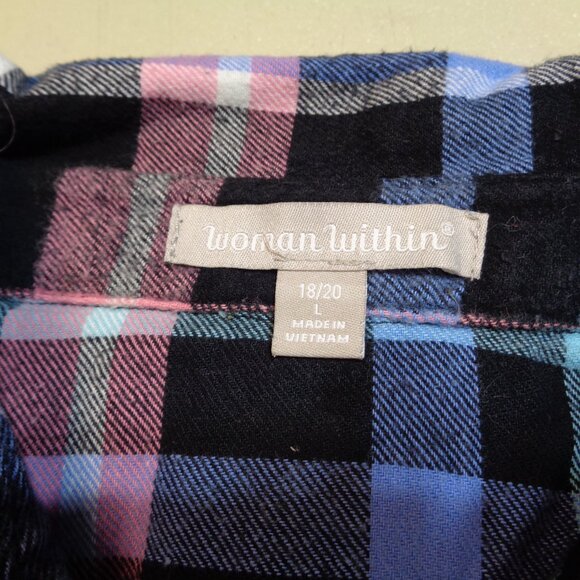 Woman Within®
18/20
L
MADE IN
VIETNAM